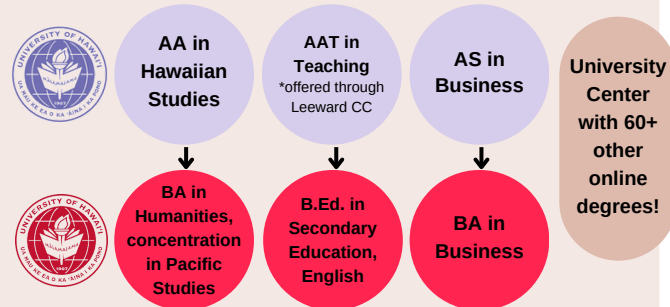 UNIVERSITY OF HAWAI'I
UA MAU KE EA O KA 'ĀINA I KA PONO
1907
AA in
Hawaiian
Studies
AAT in
Teaching
*offered through
Leeward CC
AS in
Business
University
Center
with 60+
other
online
degrees!
UNIVERSITY OF HAWAI'I
UA MAU KE EA O KA 'ĀINA I KA PONO
1907
BA in
Humanities,
concentration
in Pacific
Studies
B.Ed. in
Secondary
Education,
English
BA in
Business